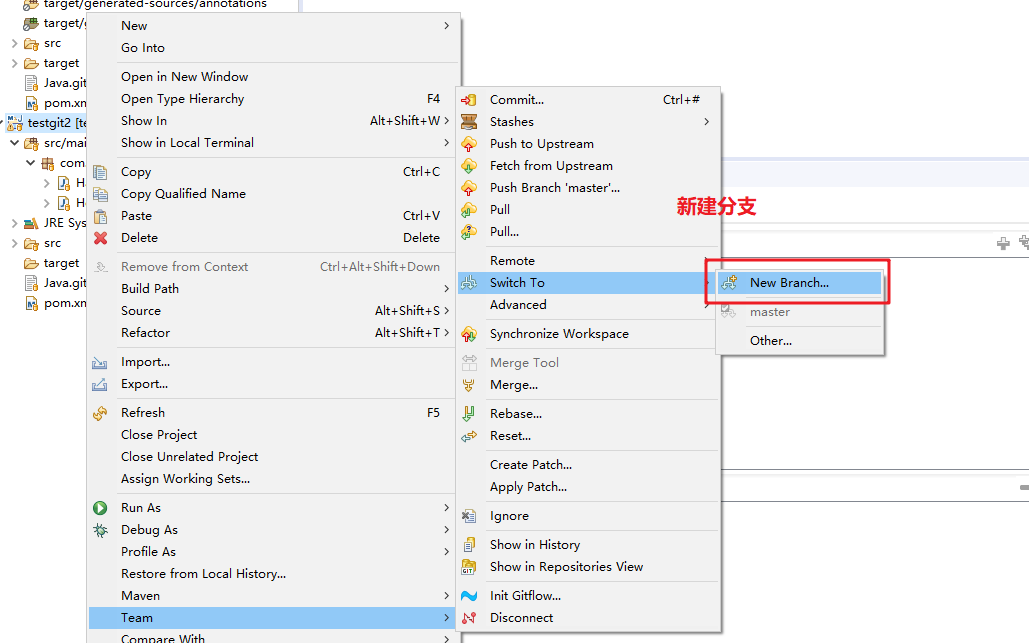 target/generated-sources/annotations
target/g
src
target
Java.git
pom.xm
testgit2 [te
src/mai
com
H
H
JRE Sys
src
target
Java.git
pom.xm
New
Go Into
Open in New Window
Open Type Hierarchy F4
Show In Alt+Shift+W
Show in Local Terminal
Copy Ctrl+C
Copy Qualified Name
Paste Ctrl+V
Delete Delete
Remove from Context Ctrl+Alt+Shift+Down
Build Path
Source Alt+Shift+S
Refactor Alt+Shift+T
Import...
Export...
Refresh F5
Close Project
Close Unrelated Project
Assign Working Sets...
Run As
Debug As
Profile As
Restore from Local History...
Maven
Team
Compare With
Commit... Ctrl+#
Stashes
Push to Upstream
Fetch from Upstream
Push Branch 'master'...
Pull
Pull...
Remote
Switch To
Advanced
Synchronize Workspace
Merge Tool
Merge...
Rebase...
Reset...
Create Patch...
Apply Patch...
Ignore
Show in History
Show in Repositories View
Init Gitflow...
Disconnect
新建分支
New Branch...
master
Other...